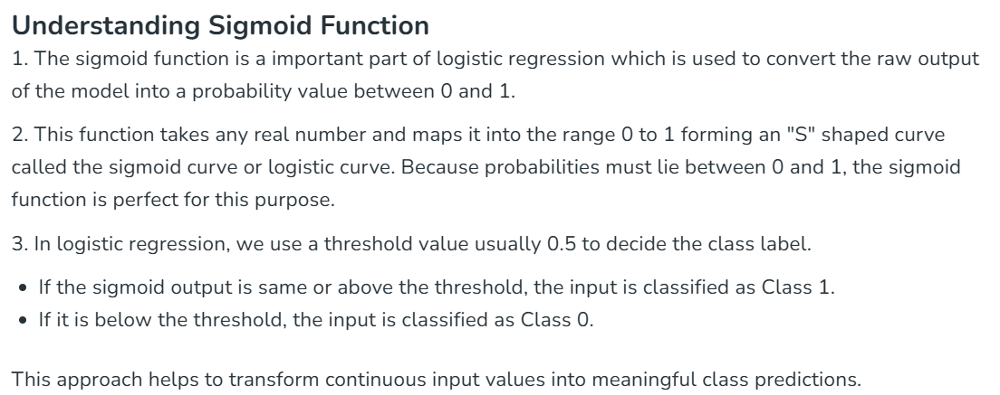 Understanding Sigmoid Function
1. The sigmoid function is a important part of logistic regression which is used to convert the raw output
of the model into a probability value between 0 and 1.
2. This function takes any real number and maps it into the range 0 to 1 forming an "S" shaped curve
called the sigmoid curve or logistic curve. Because probabilities must lie between 0 and 1, the sigmoid
function is perfect for this purpose.
3. In logistic regression, we use a threshold value usually 0.5 to decide the class label.
• If the sigmoid output is same or above the threshold, the input is classified as Class 1.
• If it is below the threshold, the input is classified as Class 0.
This approach helps to transform continuous input values into meaningful class predictions.